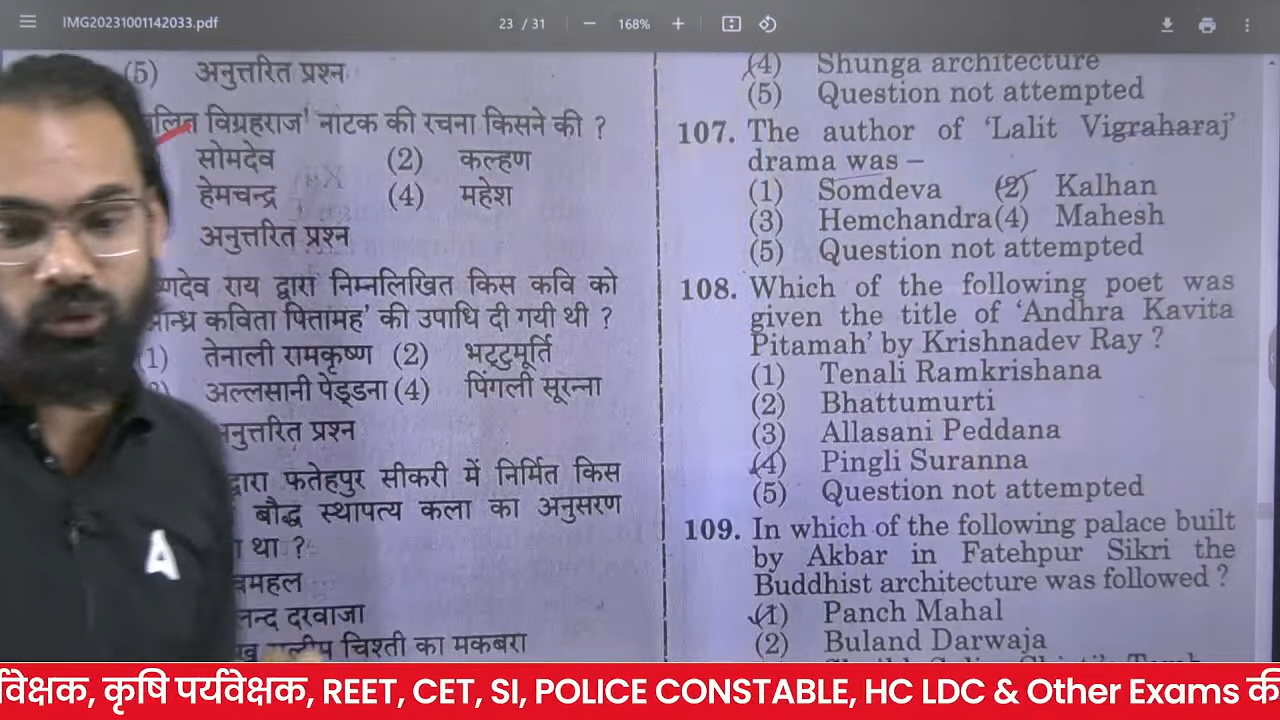 IMG20231001142033.pdf
23 / 31
168%
(5) अनुत्तरित प्रश्न
विग्रहराज' नाटक की रचना किसने की ?
सोमदेव (2) कल्हण
हेमचन्द्र (4) महेश
अनुत्तरित प्रश्न
राय द्वारा निम्नलिखित किस कवि को
कविता पितामह' की उपाधि दी गयी थी ?
(1) तेनाली रामकृष्ण (2) भट्टुमूर्ति
अल्लसानी पेड्डना (4) पिंगली सूरन्ना
प्रश्न
द्वारा फतेहपुर सीकरी में निर्मित किस
बौद्ध स्थापत्य कला का अनुसरण
था ?
दरवाजा
चिश्ती का मकबरा
(4) Shunga architecture
(5) Question not attempted
107. The author of 'Lalit Vigraharaj'
drama was –
(1) Somdeva (2) Kalhan
(3) Hemchandra (4) Mahesh
(5) Question not attempted
108. Which of the following poet was
given the title of 'Andhra Kavita
Pitamah' by Krishnadev Ray ?
(1) Tenali Ramkrishana
(2) Bhattumurti
(3) Allasani Peddana
(4) Pingli Suranna
(5) Question not attempted
109. In which of the following palace built
by Akbar in Fatehpur Sikri the
Buddhist architecture was followed ?
(1) Panch Mahal
(2) Buland Darwaja
कृषि पर्यवेक्षक, REET, CET, SI, POLICE CONSTABLE, HC LDC & Other Exams की